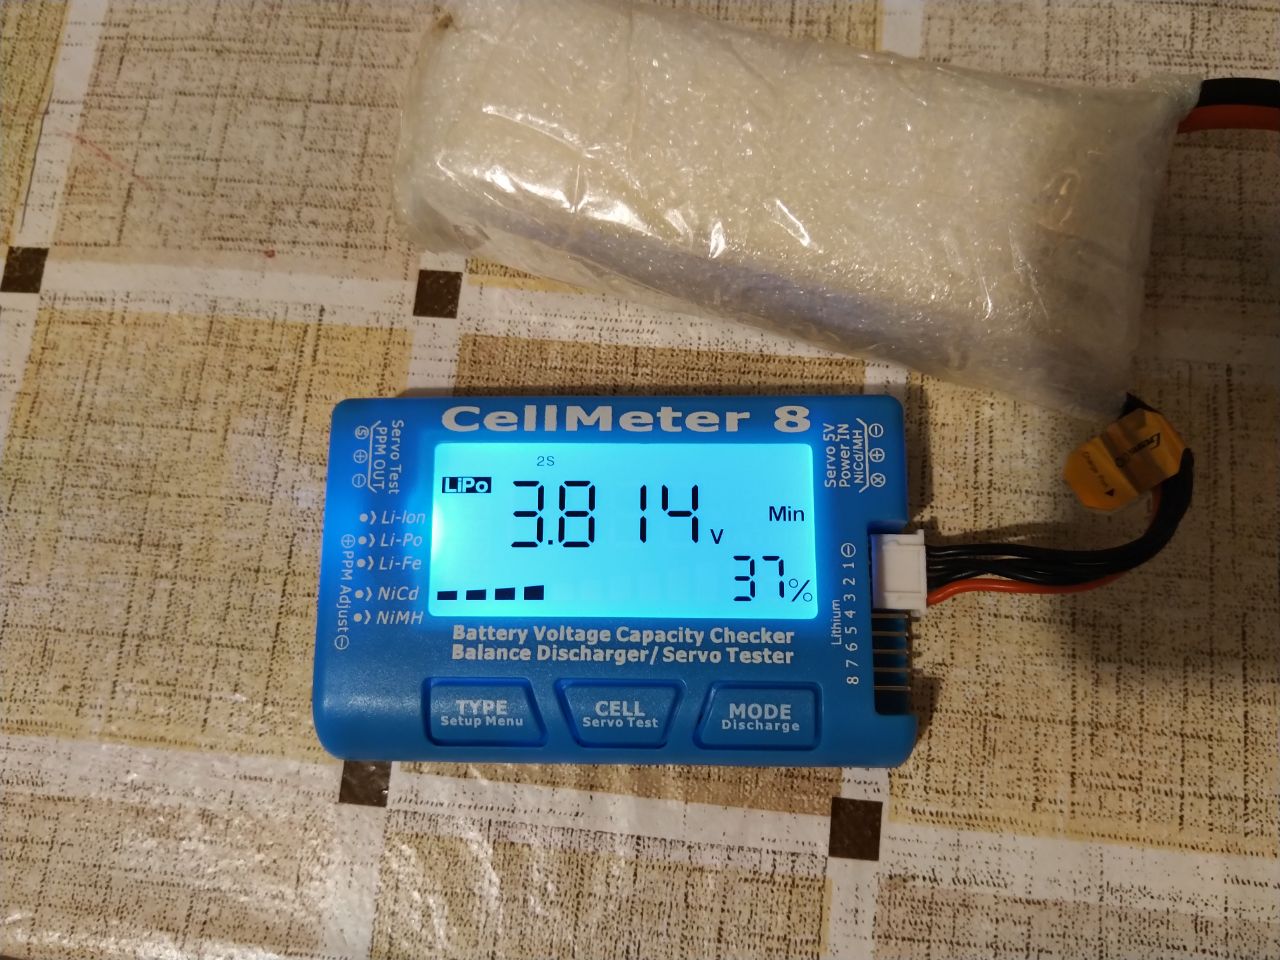 CellMeter 8
Servo Test
PPM OUT
S + -
Li-Ion
Li-Po
Li-Fe
NiCd
NiMH
+ PPM Adjust -
2S
LiPo
3.814 V
Min
37%
Servo 5V
Power IN
NiCd/MH
Lithium
8 7 6 5 4 3 2 1 -
Battery Voltage Capacity Checker
Balance Discharger/ Servo Tester
TYPE
Setup Menu
CELL
Servo Test
MODE
Discharge